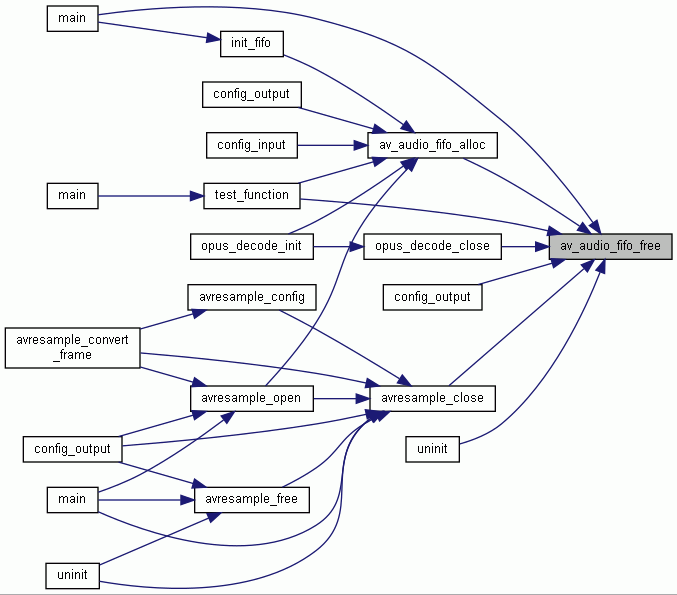 main
init_fifo
config_output
config_input
av_audio_fifo_alloc
main
test_function
opus_decode_init
opus_decode_close
av_audio_fifo_free
avresample_config
config_output
avresample_convert
_frame
avresample_open
avresample_close
config_output
uninit
main
avresample_free
uninit